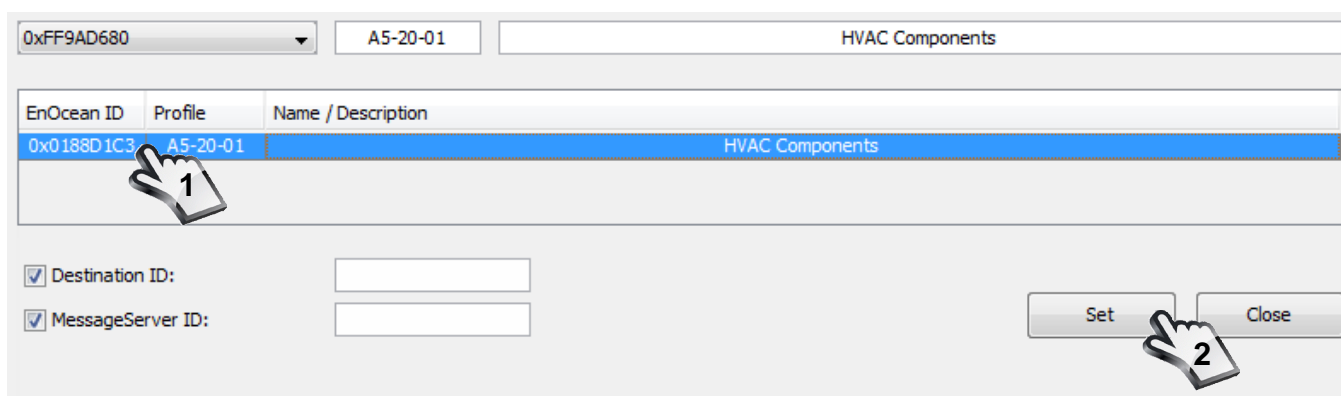 0xFF9AD680 A5-20-01 HVAC Components
EnOcean ID Profile Name / Description
0x0188D1C3 A5-20-01 HVAC Components
1
Destination ID:
MessageServer ID:
Set Close
2